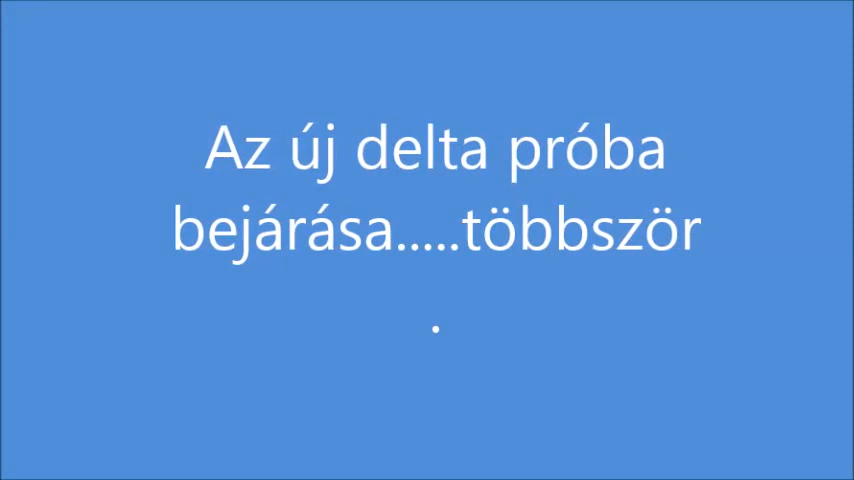 Az új delta próba
bejárása.....többször
.